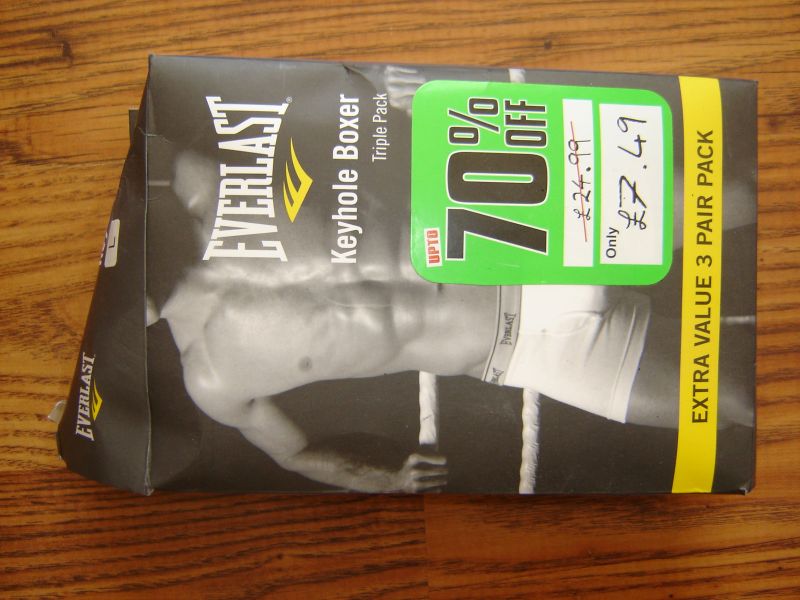 EVERLAST
L
EVERLAST®
Keyhole Boxer
Triple Pack
UPTO
70%
OFF
£24.99
Only
£7.49
EVERLAST
EVERLAST
EXTRA VALUE 3 PAIR PACK